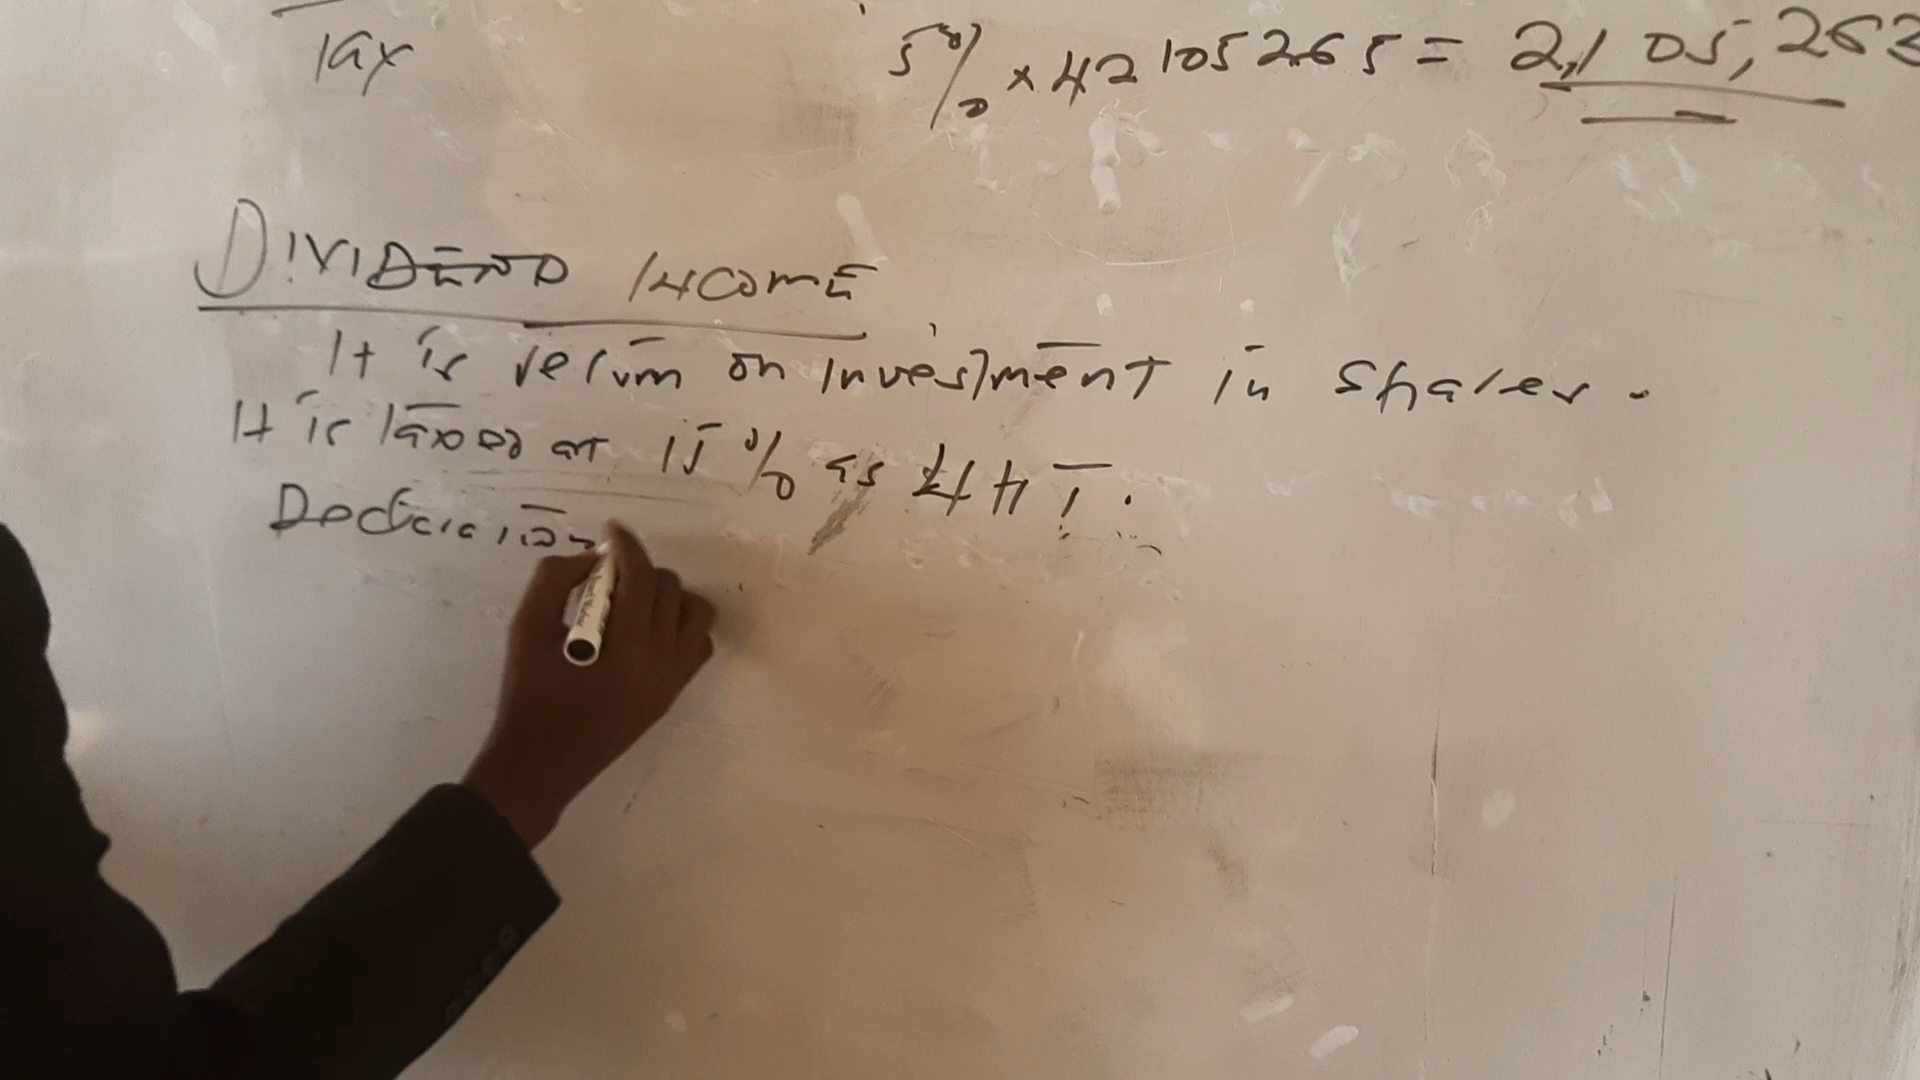 Tax 5% × 42105265 = 2,105,263
DIVIDEND INCOME
It is return on investment in shares.
It is taxed at 15% as WHT.
Declaration